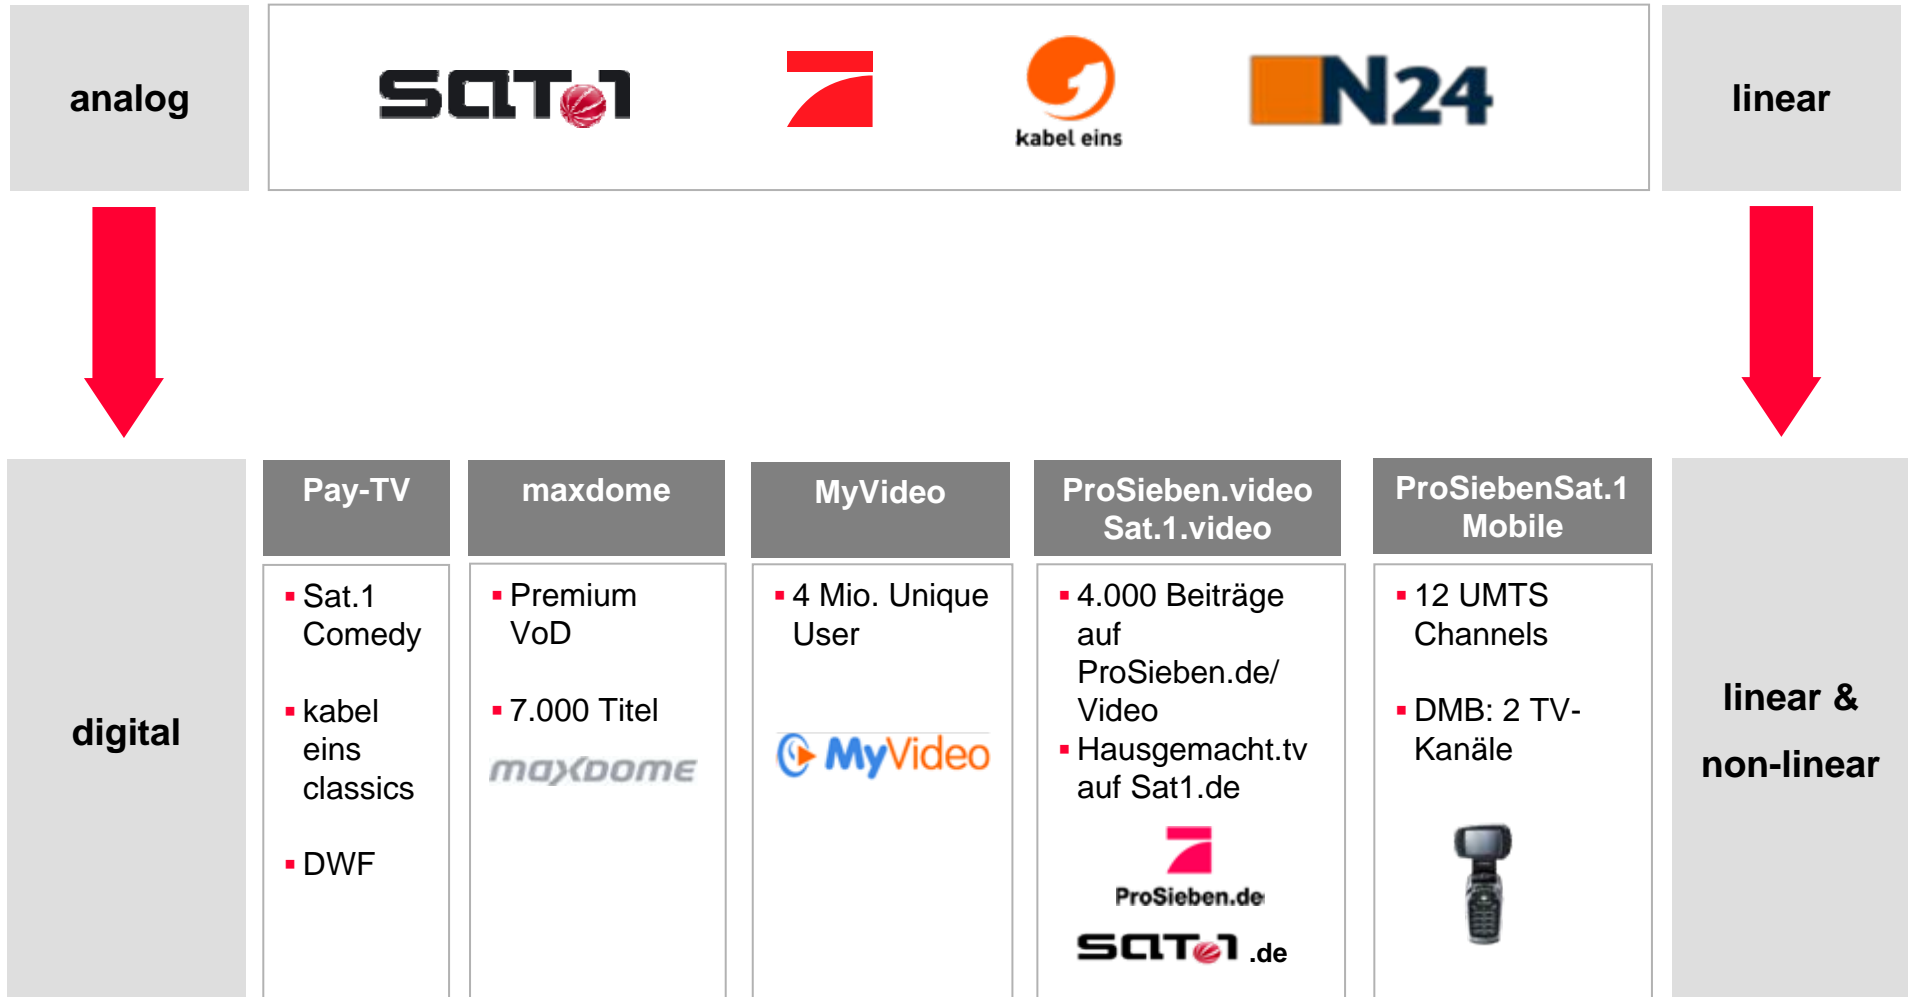 analog
SAT.1
kabel eins
N24
linear
digital
Pay-TV
▪ Sat.1
Comedy
▪ kabel
eins
classics
▪ DWF
maxdome
▪ Premium
VoD
▪ 7.000 Titel
maxdome
MyVideo
▪ 4 Mio. Unique
User
MyVideo
ProSieben.video
Sat.1.video
▪ 4.000 Beiträge
auf
ProSieben.de/
Video
▪ Hausgemacht.tv
auf Sat1.de
ProSieben.de
SAT.1 .de
ProSiebenSat.1
Mobile
▪ 12 UMTS
Channels
▪ DMB: 2 TV-
Kanäle
linear &
non-linear